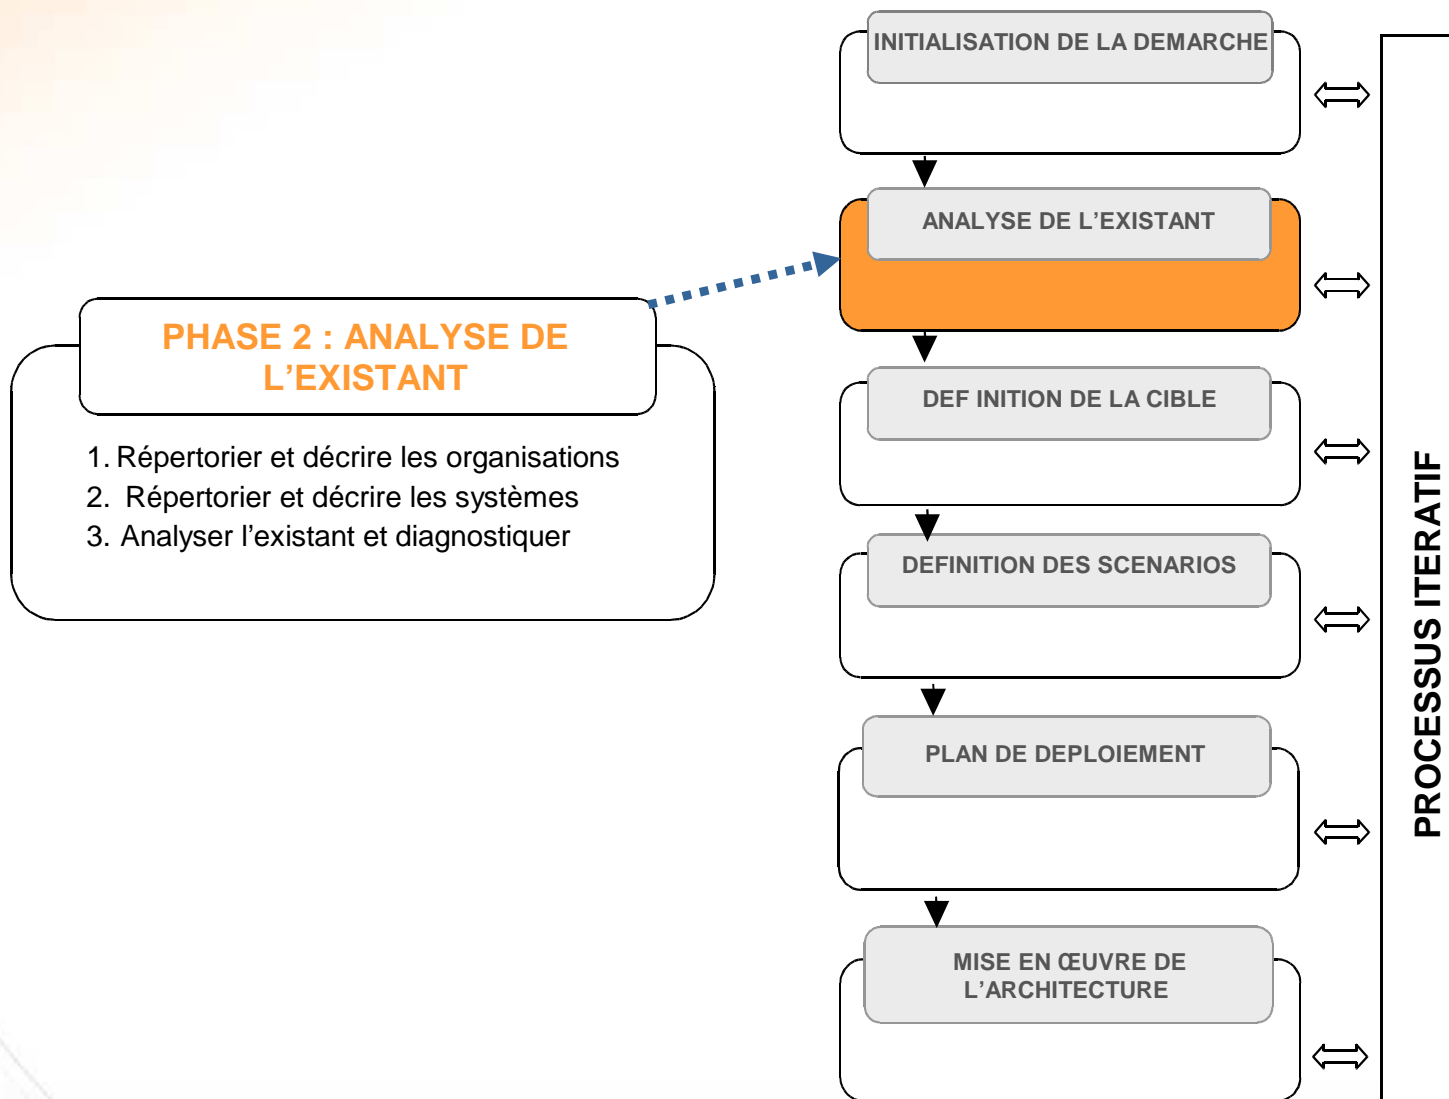 INITIALISATION DE LA DEMARCHE
ANALYSE DE L’EXISTANT
PHASE 2 : ANALYSE DE
L’EXISTANT
1. Répertorier et décrire les organisations
2. Répertorier et décrire les systèmes
3. Analyser l’existant et diagnostiquer
DEF INITION DE LA CIBLE
DEFINITION DES SCENARIOS
PLAN DE DEPLOIEMENT
MISE EN ŒUVRE DE
L’ARCHITECTURE
PROCESSUS ITERATIF